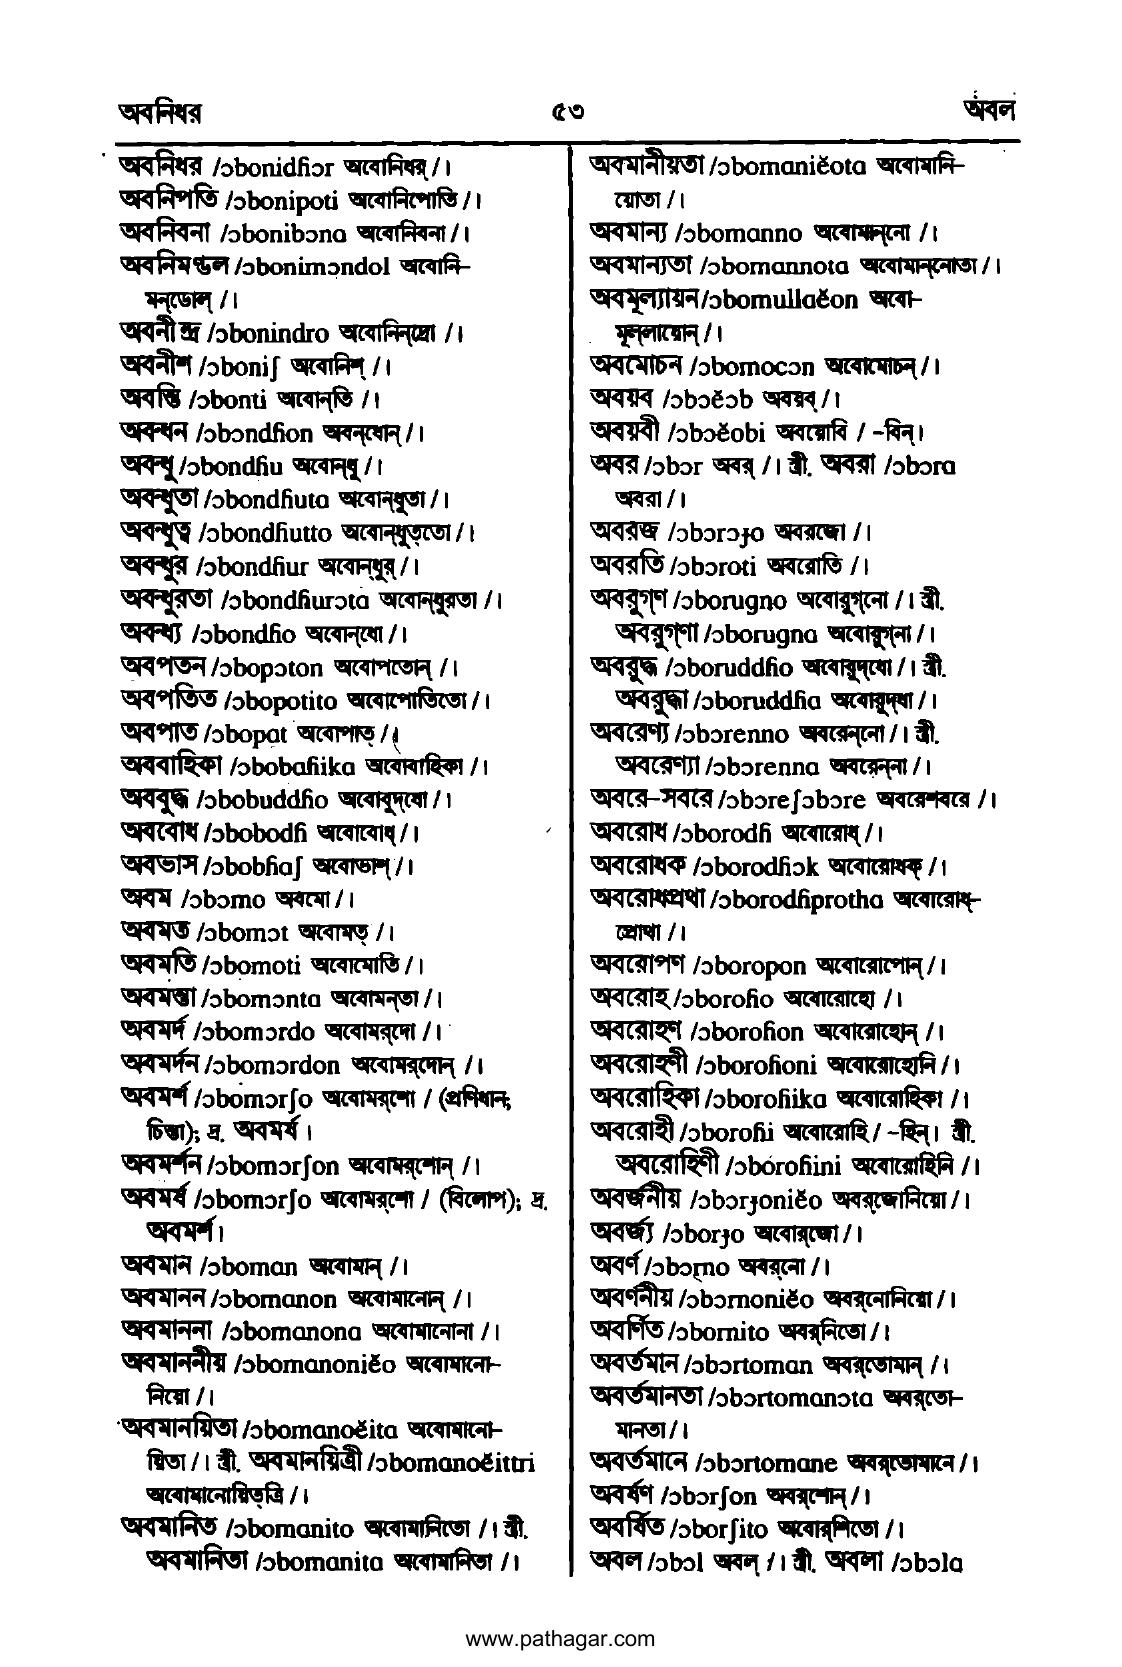 অবনিধর ৫৩ অবল
অবনিধর /ɔbonidɦɔr অবোনিধর্ /।
অবনিপতি /ɔbonipoti অবোনিপোতি /।
অবনিবনা /ɔbonibɔna অবোনিবনা /।
অবনিমণ্ডল /ɔbonimɔndol অবোনি-
মন্‌ডোল্ /।
অবনীন্দ্র /ɔbonindro অবোনিন্‌দ্রো /।
অবনীশ /ɔboniʃ অবোনিশ্ /।
অবন্তি /ɔbonti অবোন্‌তি /।
অবন্ধন /ɔbɔndɦon অবন্‌ধোন্ /।
অবন্ধু /ɔbondɦu অবোন্‌ধু /।
অবন্ধুতা /ɔbondɦuta অবোন্‌ধুতা /।
অবন্ধুত্ব /ɔbondɦutto অবোন্‌ধুত্‌তো /।
অবন্ধুর /ɔbondɦur অবোন্‌ধুর্ /।
অবন্ধুরতা /ɔbondɦurɔta অবোন্‌ধুরতা /।
অবন্ধ্য /ɔbondɦo অবোন্‌ধো /।
অবপতন /ɔbopɔton অবোপতোন্ /।
অবপতিত /ɔbopotito অবোপোতিতো /।
অবপাত /ɔbopat অবোপাত্ /।
অববাহিকা /ɔbobaɦika অবোবাহিকা /।
অববুদ্ধ /ɔbobuddɦo অবোবুদ্‌ধো /।
অববোধ /ɔbobodɦ অবোবোধ্ /।
অবভাস /ɔbobɦaʃ অবোভাশ্ /।
অবম /ɔbɔmo অবমো /।
অবমত /ɔbomɔt অবোমত্ /।
অবমতি /ɔbomoti অবোমোতি /।
অবমন্তা /ɔbomɔnta অবোমন্‌তা /।
অবমর্দ /ɔbomɔrdo অবোমর্‌দো /।
অবমর্দন /ɔbomɔrdon অবোমর্‌দোন্ /।
অবমর্শ /ɔbomɔrʃo অবোমর্‌শো / (প্রণিধান;
চিন্তা); দ্র. অবমর্ষ।
অবমর্শন /ɔbomɔrʃon অবোমর্‌শোন্ /।
অবমর্ষ /ɔbomɔrʃo অবোমর্‌শো / (বিলোপ); দ্র.
অবমর্শ।
অবমান /ɔboman অবোমান্ /।
অবমানন /ɔbomanon অবোমানোন্ /।
অবমাননা /ɔbomanona অবোমানোনা /।
অবমাননীয় /ɔbomanoniĕo অবোমানো-
নিয়ো /।
অবমানয়িতা /ɔbomanoĕita অবোমানো-
য়িতা /। স্ত্রী. অবমানয়িত্রী /ɔbomanoĕittri
অবোমানোয়িত্‌ত্রি /।
অবমানিত /ɔbomanito অবোমানিতো /। স্ত্রী.
অবমানিতা /ɔbomanita অবোমানিতা /।
অবমানীয়তা /ɔbomaniĕota অবোমানি-
য়োতা /।
অবমান্য /ɔbomanno অবোমান্‌নো /।
অবমান্যতা /ɔbomannota অবোমান্‌নোতা /।
অবমূল্যায়ন /ɔbomullaĕon অবো-
মূল্‌লায়োন্ /।
অবমোচন /ɔbomocɔn অবোমোচন্ /।
অবয়ব /ɔbɔĕɔb অবয়ব্ /।
অবয়বী /ɔbɔĕobi অবয়োবি / -বিন্।
অবর /ɔbɔr অবর্ /। স্ত্রী. অবরা /ɔbɔra
অবরা /।
অবরজ /ɔbɔrɔɟo অবরজো /।
অবরতি /ɔbɔroti অবরোতি /।
অবরুগ্‌ণ /ɔborugno অবোরুগ্‌নো /। স্ত্রী.
অবরুগ্‌ণা /ɔborugna অবোরুগ্‌না /।
অবরুদ্ধ /ɔboruddɦo অবোরুদ্‌ধো /। স্ত্রী.
অবরুদ্ধা /ɔboruddɦa অবোরুদ্‌ধা /।
অবরেণ্য /ɔbɔrenno অবরেন্‌নো /। স্ত্রী.
অবরেণ্যা /ɔbɔrenna অবরেন্‌না /।
অবরে-সবরে /ɔbɔreʃɔbɔre অবরেশবরে /।
অবরোধ /ɔborodɦ অবোরোধ্ /।
অবরোধক /ɔborodɦɔk অবোরোধক্ /।
অবরোধপ্রথা /ɔborodɦprotha অবোরোধ্-
প্রোথা /।
অবরোপণ /ɔboropon অবোরোপোন্ /।
অবরোহ /ɔboroɦo অবোরোহো /।
অবরোহণ /ɔboroɦon অবোরোহোন্ /।
অবরোহণী /ɔboroɦoni অবোরোহোনি /।
অবরোহিকা /ɔboroɦika অবোরোহিকা /।
অবরোহী /ɔboroɦi অবোরোহি / -হিন্। স্ত্রী.
অবরোহিণী /ɔboroɦini অবোরোহিনি /।
অবর্জনীয় /ɔbɔrɟoniĕo অবর্‌জোনিয়ো /।
অবর্জ্য /ɔborɟo অবোর্‌জো /।
অবর্ণ /ɔbɔrno অবর্‌নো /।
অবর্ণনীয় /ɔbɔrnoniĕo অবর্‌নোনিয়ো /।
অবর্ণিত /ɔbornito অবর্‌নিতো /।
অবর্তমান /ɔbɔrtoman অবর্‌তোমান্ /।
অবর্তমানতা /ɔbɔrtomanɔta অবর্‌তো-
মানতা /।
অবর্তমানে /ɔbɔrtomane অবর্‌তোমানে /।
অবর্ষণ /ɔbɔrʃon অবর্‌শোন্ /।
অবর্ষিত /ɔborʃito অবোর্‌শিতো /।
অবল /ɔbɔl অবল্ /। স্ত্রী. অবলা /ɔbɔla
www.pathagar.com